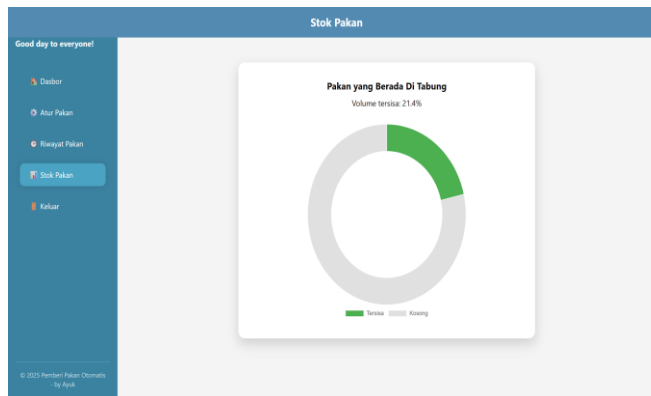 Stok Pakan
Good day to everyone!
Dasbor
Atur Pakan
Riwayat Pakan
Stok Pakan
Keluar
© 2025 Pemberi Pakan Otomatis
- by Ayuk
Pakan yang Berada Di Tabung
Volume tersisa: 21.4%
Tersisa
Kosong